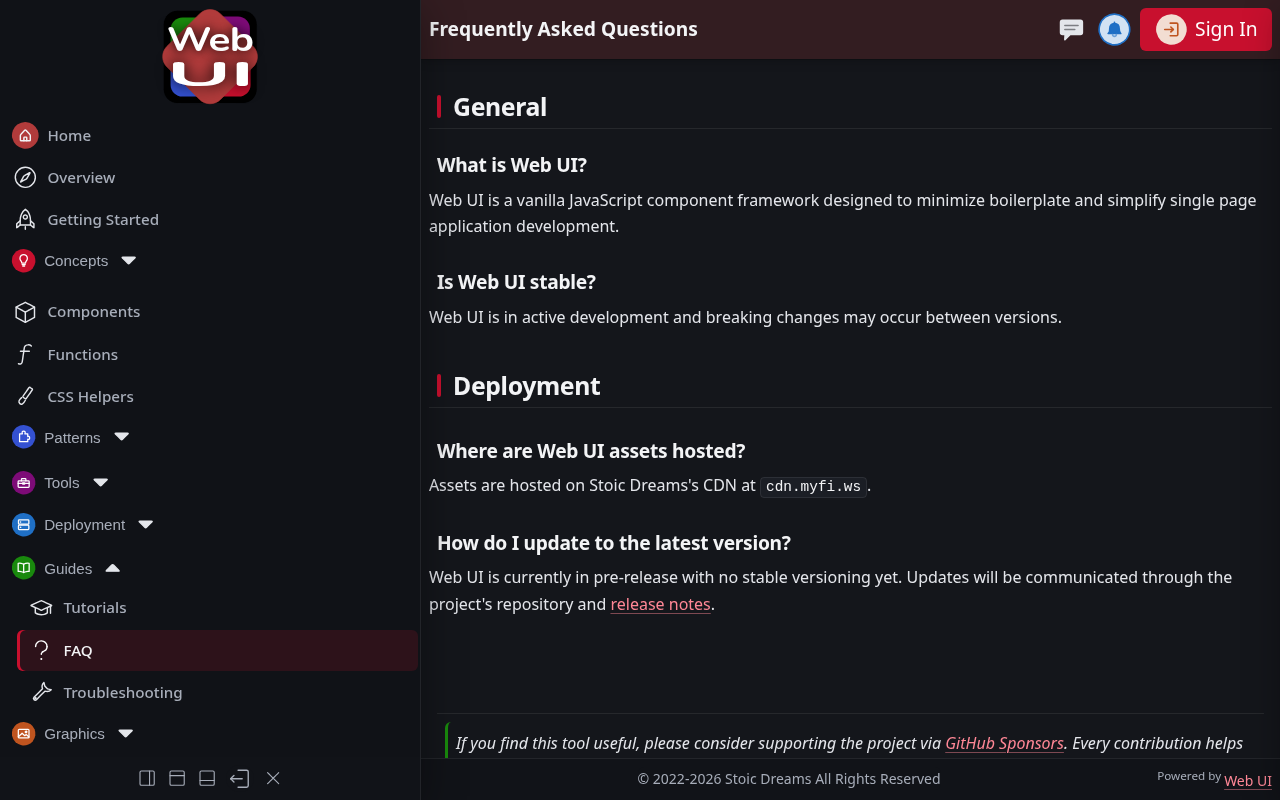 Web
UI
Home
Overview
Getting Started
Concepts
Components
Functions
CSS Helpers
Patterns
Tools
Deployment
Guides
Tutorials
FAQ
Troubleshooting
Graphics
Frequently Asked Questions
Sign In
General
What is Web UI?
Web UI is a vanilla JavaScript component framework designed to minimize boilerplate and simplify single page
application development.
Is Web UI stable?
Web UI is in active development and breaking changes may occur between versions.
Deployment
Where are Web UI assets hosted?
Assets are hosted on Stoic Dreams's CDN at cdn.myfi.ws.
How do I update to the latest version?
Web UI is currently in pre-release with no stable versioning yet. Updates will be communicated through the
project's repository and release notes.
If you find this tool useful, please consider supporting the project via GitHub Sponsors. Every contribution helps
© 2022-2026 Stoic Dreams All Rights Reserved
Powered by Web UI